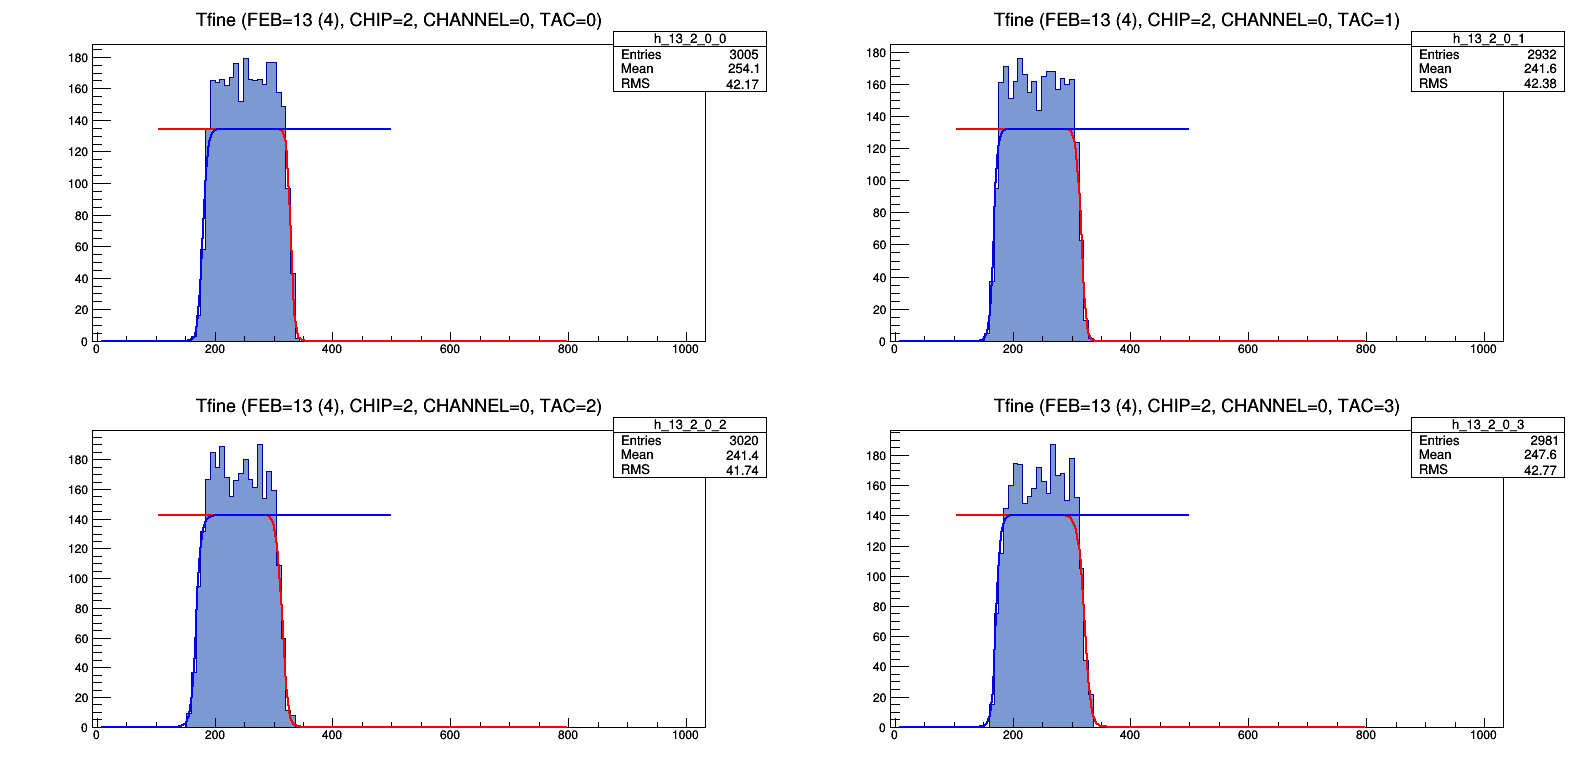 Tfine (FEB=13 (4), CHIP=2, CHANNEL=0, TAC=0)
h_13_2_0_0
Entries 3005
Mean 254.1
RMS 42.17
180
160
140
120
100
80
60
40
20
0
0 200 400 600 800 1000
Tfine (FEB=13 (4), CHIP=2, CHANNEL=0, TAC=1)
h_13_2_0_1
Entries 2932
Mean 241.6
RMS 42.38
180
160
140
120
100
80
60
40
20
0
0 200 400 600 800 1000
Tfine (FEB=13 (4), CHIP=2, CHANNEL=0, TAC=2)
h_13_2_0_2
Entries 3020
Mean 241.4
RMS 41.74
180
160
140
120
100
80
60
40
20
0
0 200 400 600 800 1000
Tfine (FEB=13 (4), CHIP=2, CHANNEL=0, TAC=3)
h_13_2_0_3
Entries 2981
Mean 247.6
RMS 42.77
180
160
140
120
100
80
60
40
20
0
0 200 400 600 800 1000